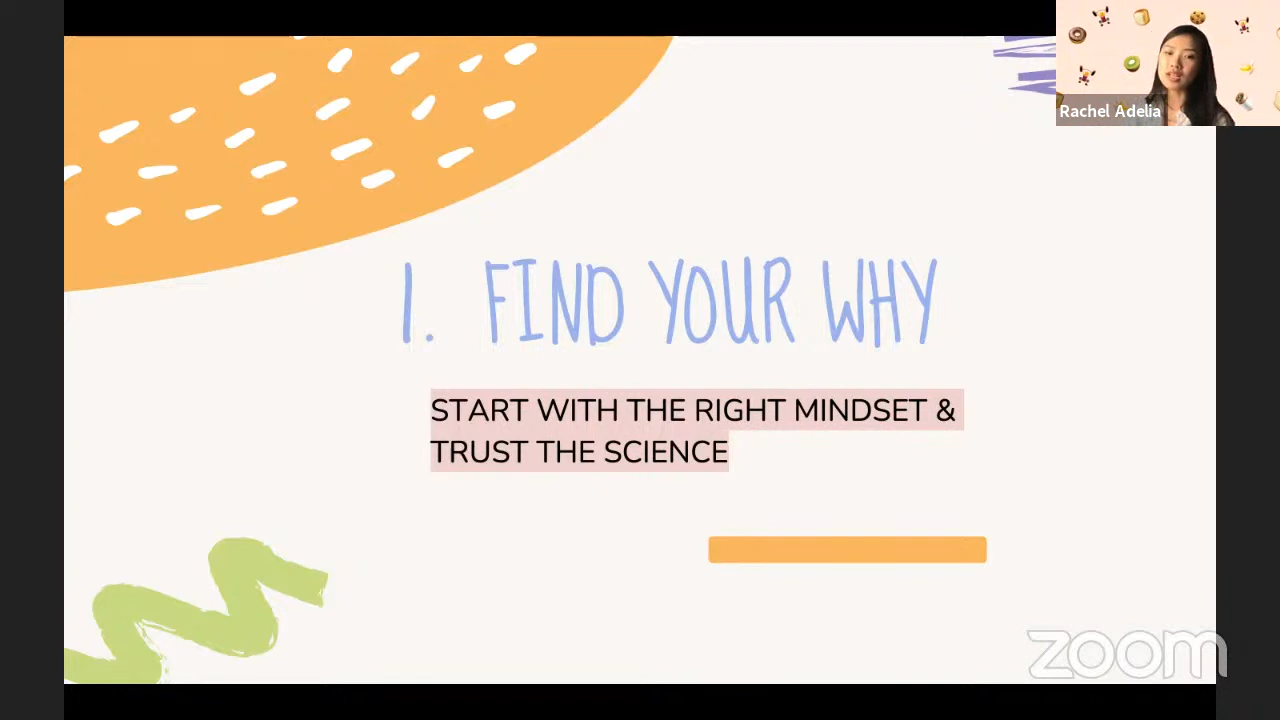 Rachel Adelia
1. FIND YOUR WHY
START WITH THE RIGHT MINDSET &
TRUST THE SCIENCE
zoom